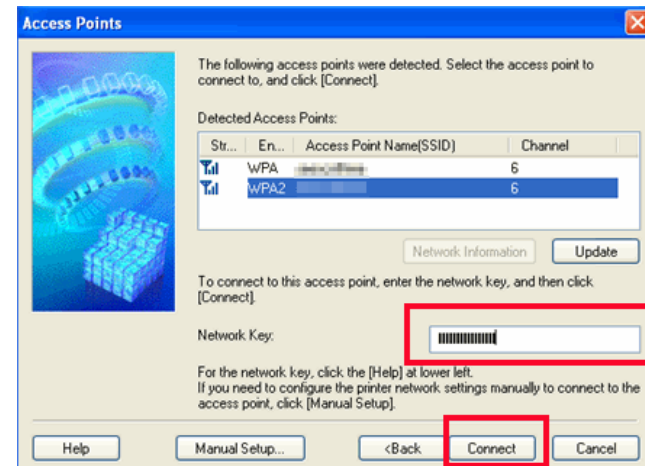 Access Points
The following access points were detected. Select the access point to
connect to, and click [Connect].
Detected Access Points:
Str... En... Access Point Name(SSID) Channel
WPA 6
WPA2 6
Network Information Update
To connect to this access point, enter the network key, and then click
[Connect].
Network Key:
For the network key, click the [Help] at lower left.
If you need to configure the printer network settings manually to connect to the
access point, click [Manual Setup].
Help Manual Setup... <Back Connect Cancel